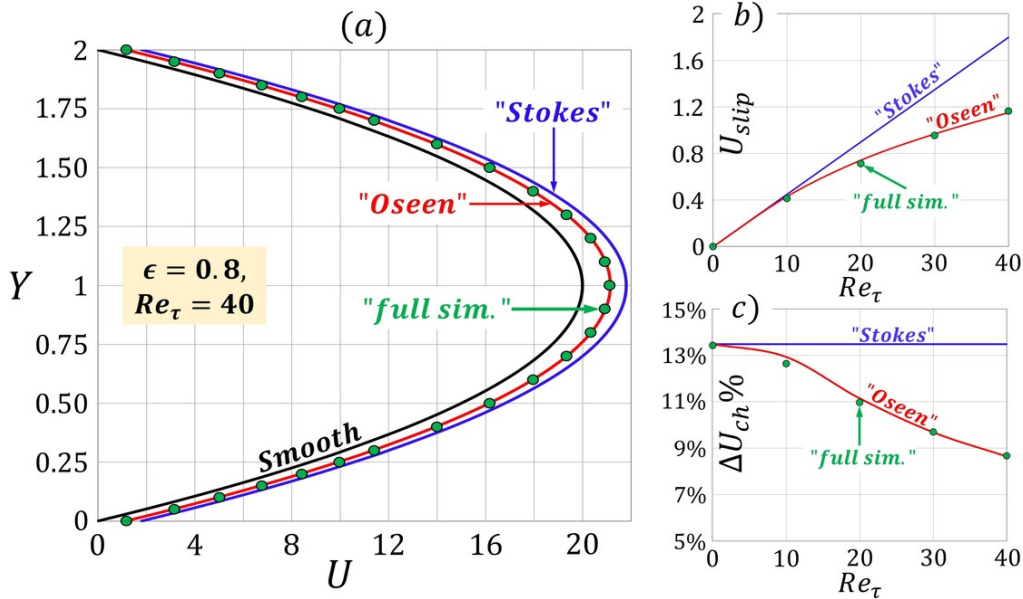 (a)
2
1.75
1.50
1.25
1
0.75
0.50
0.25
0
Y
"Stokes"
"Oseen"
ϵ = 0.8,
Re_τ = 40
"full sim."
Smooth
0 4 8 12 16 20
U
b)
2
1.6
1.2
0.8
0.4
0
U_slip
"Stokes"
"Oseen"
"full sim."
0 10 20 30 40
Re_τ
c)
15%
13%
11%
9%
7%
5%
ΔU_ch%
"Stokes"
"Oseen"
"full sim."
0 10 20 30 40
Re_τ